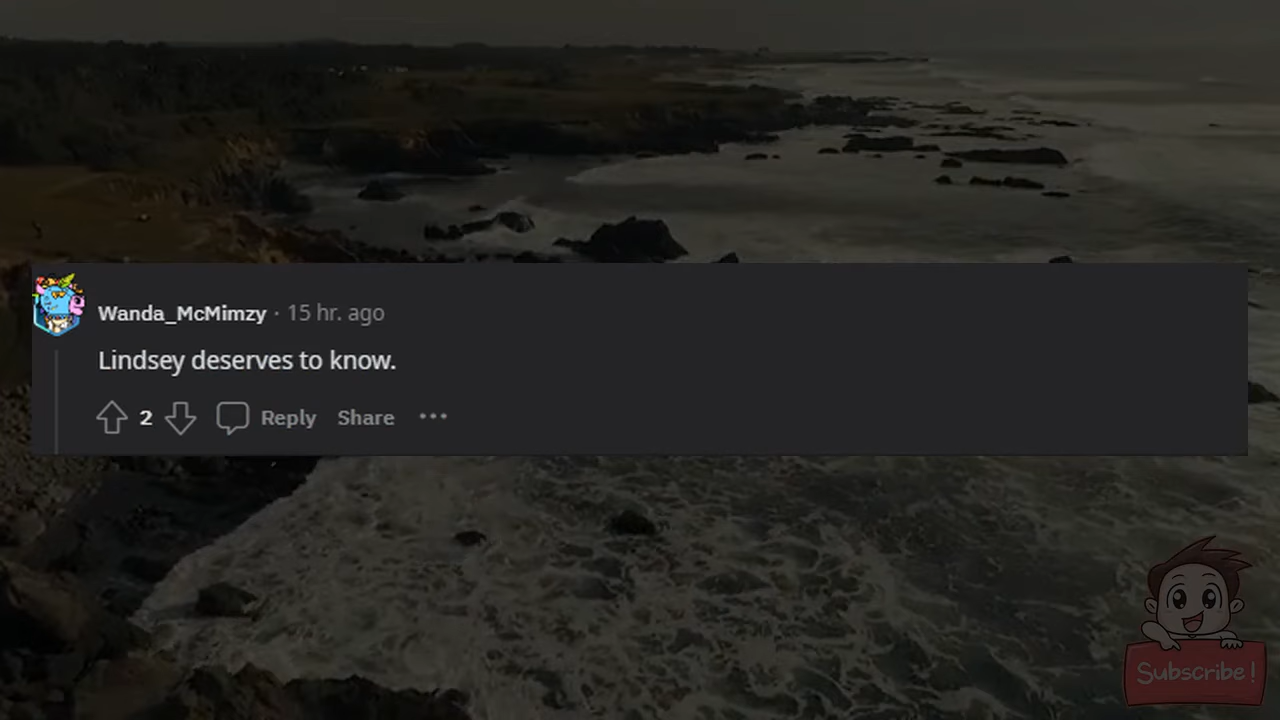 Wanda_McMimzy · 15 hr. ago
Lindsey deserves to know.
2 Reply Share ···
Subscribe!